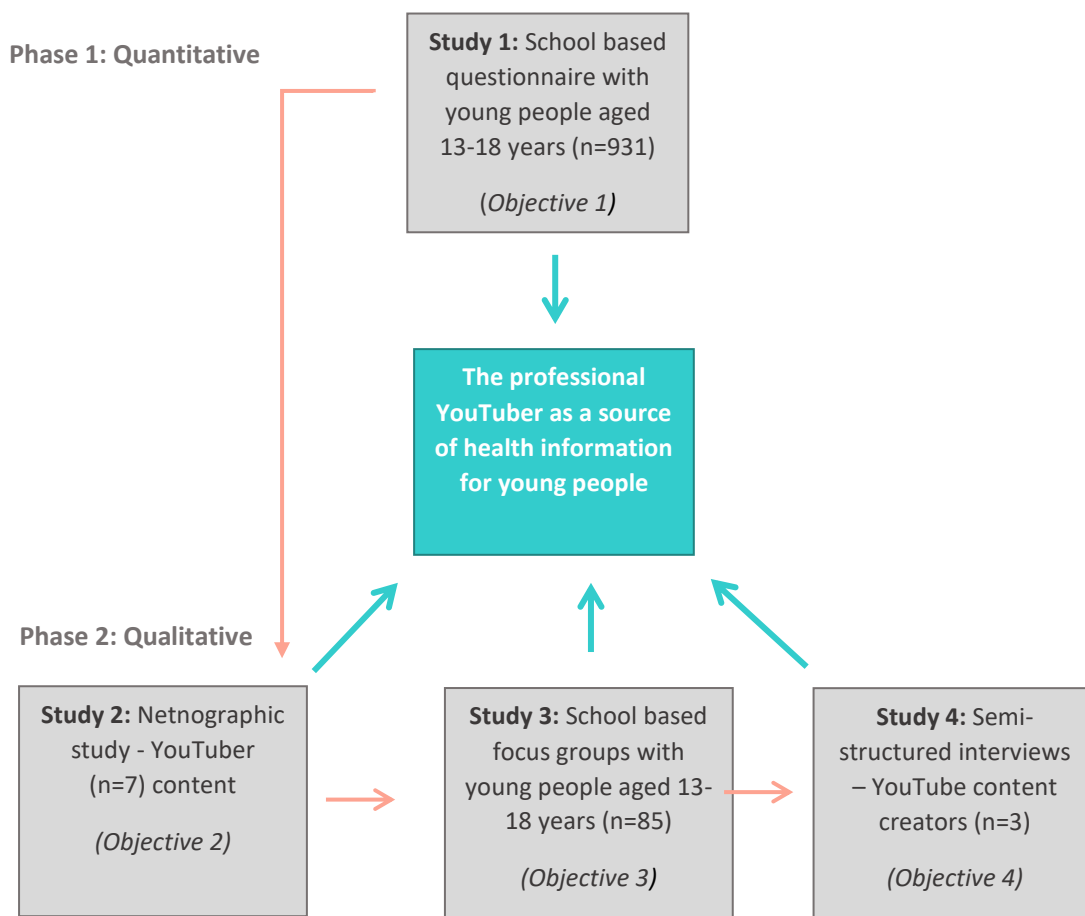 Phase 1: Quantitative
Study 1: School based
questionnaire with
young people aged
13-18 years (n=931)
(Objective 1)
The professional
YouTuber as a source
of health information
for young people
Phase 2: Qualitative
Study 2: Netnographic
study - YouTuber
(n=7) content
(Objective 2)
Study 3: School based
focus groups with
young people aged 13-
18 years (n=85)
(Objective 3)
Study 4: Semi-
structured interviews
– YouTube content
creators (n=3)
(Objective 4)